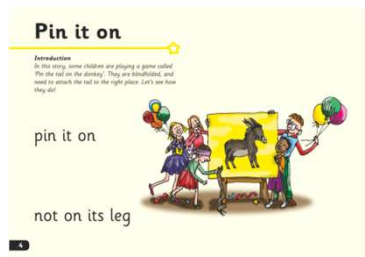 Pin it on
Introduction
In this story, some children are playing a game called
'Pin the tail on the donkey'. They are blindfolded, and
need to attach the tail to the right place. Let's see how
they do!
pin it on
not on its leg
4